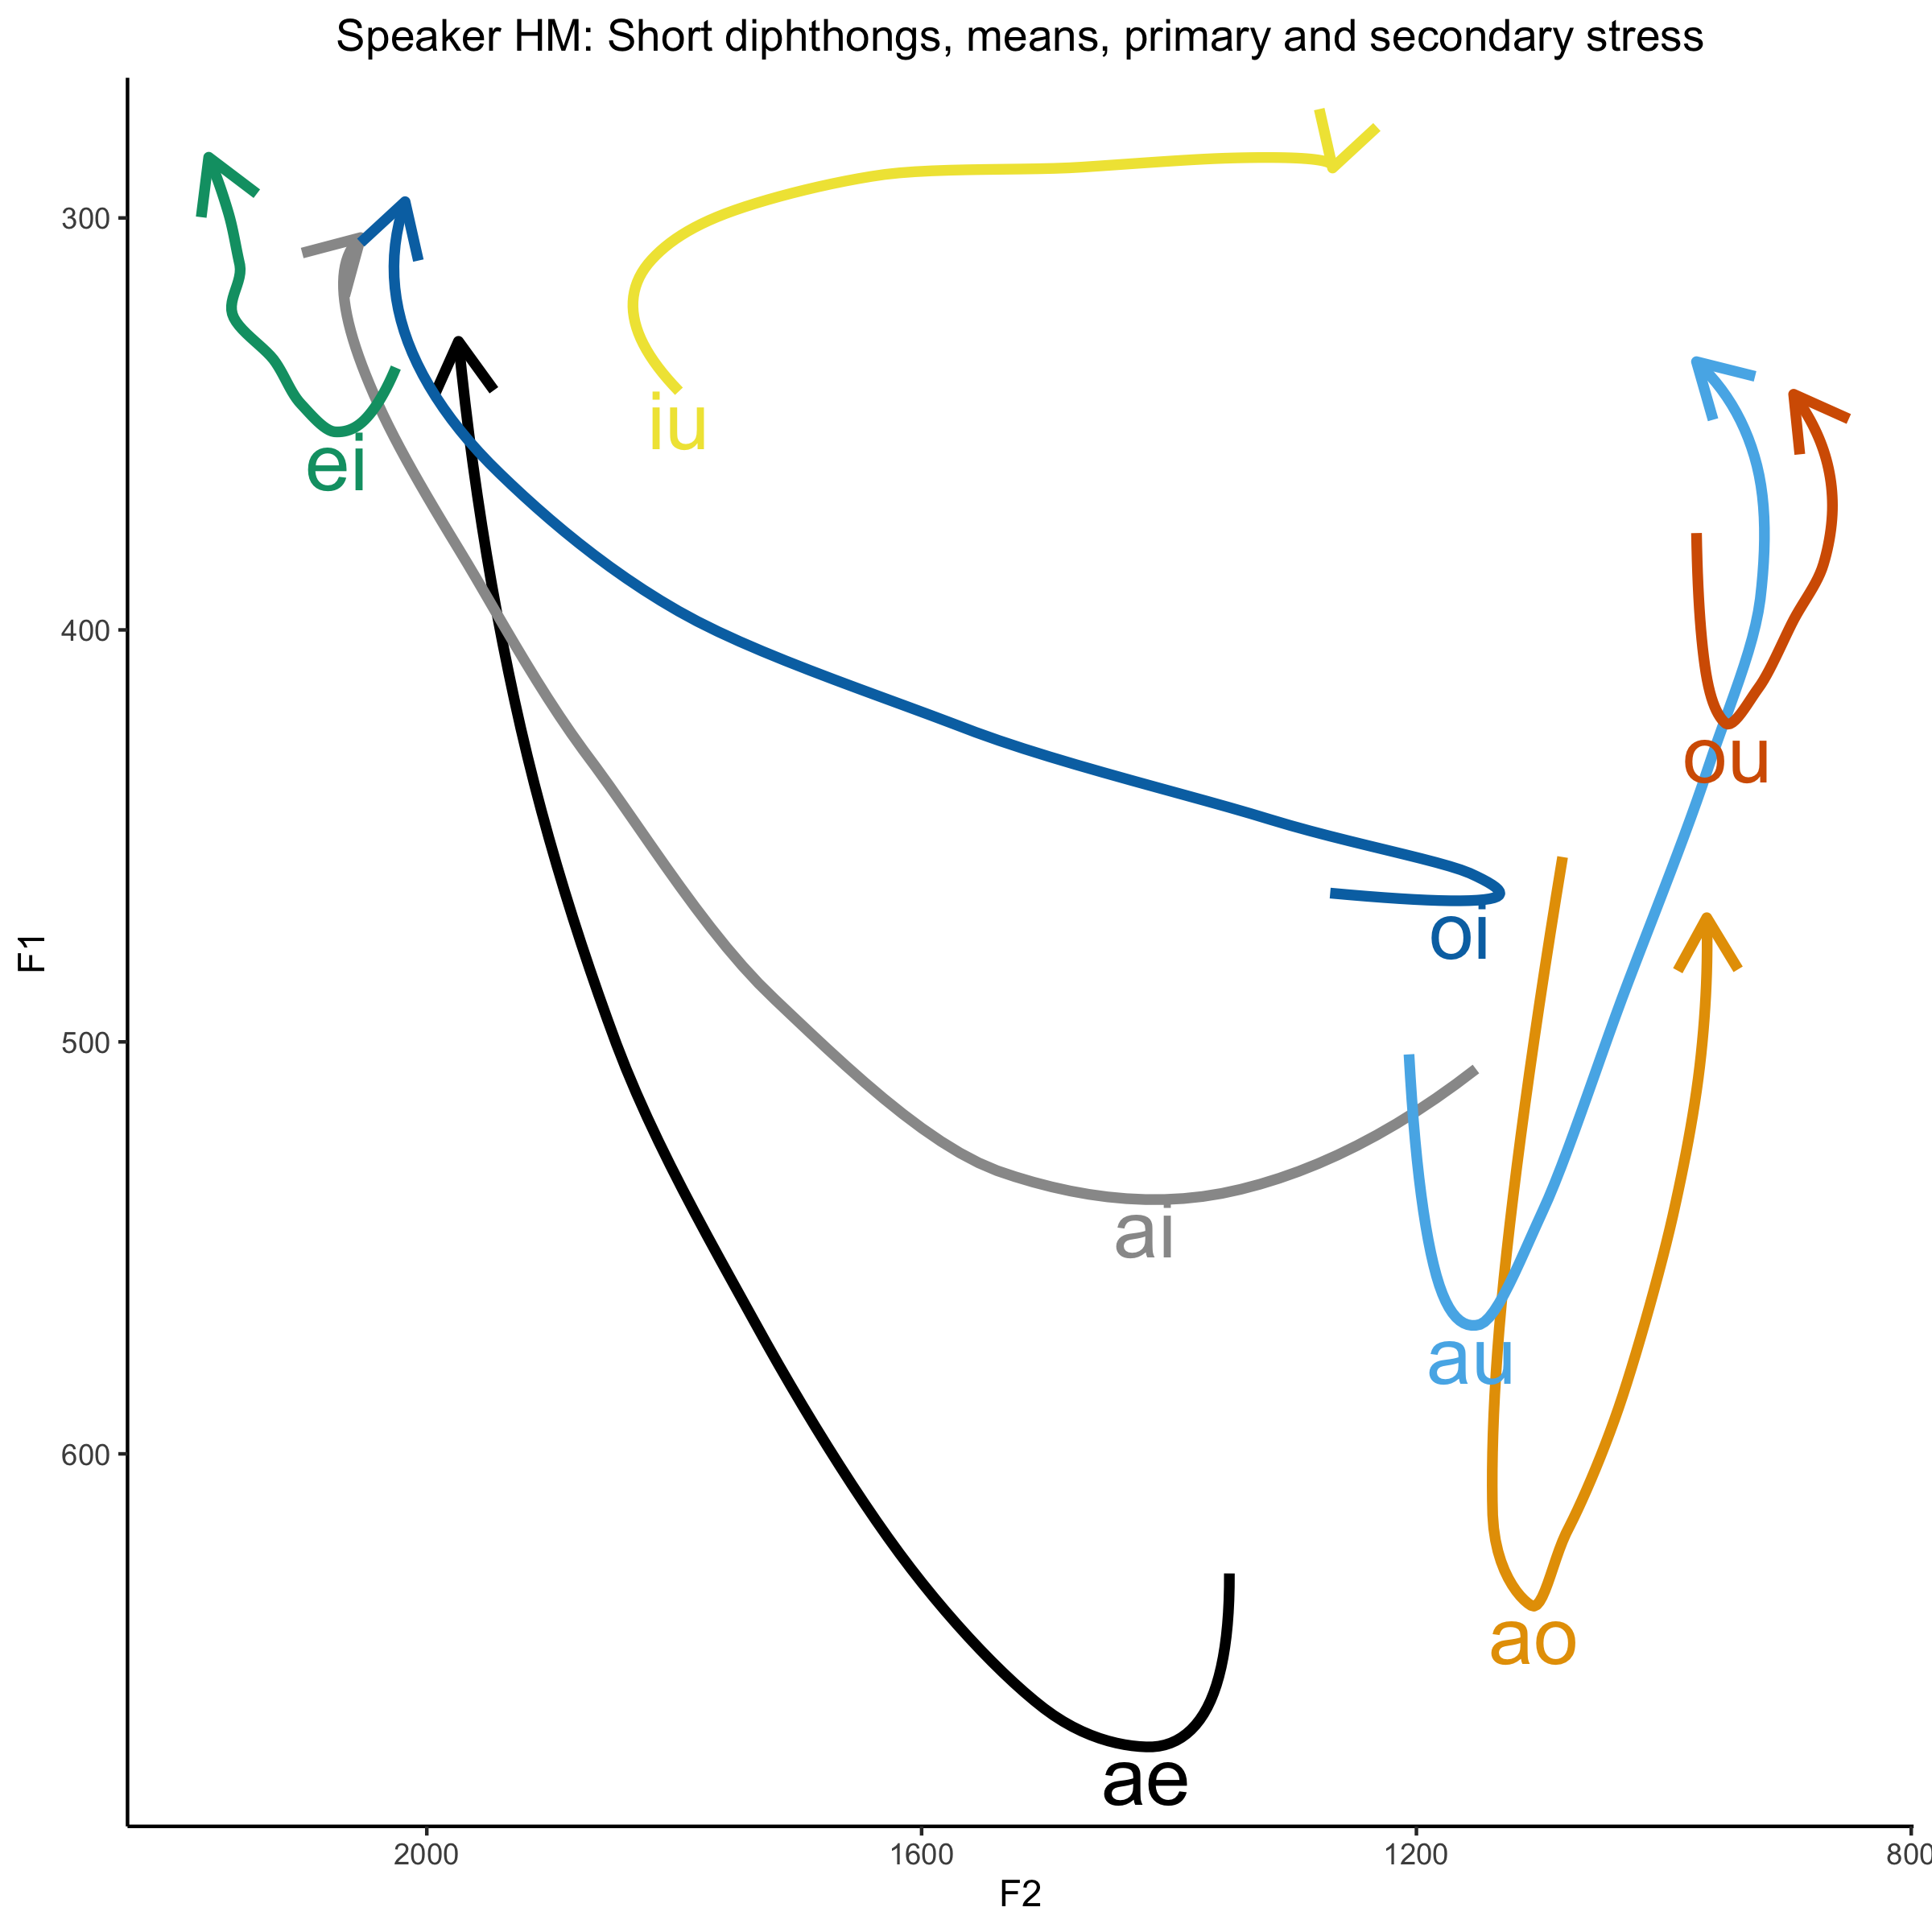 Speaker HM: Short diphthongs, means, primary and secondary stress
300
iu
ei
400
ou
oi
F1
500
ai
au
600
ao
ae
2000
1600
1200
800
F2